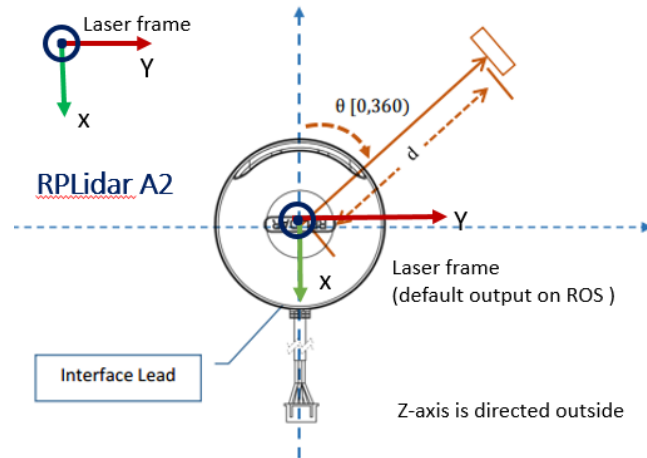 Laser frame
Y
x
θ [0,360)
d
RPLidar A2
Y
x
Laser frame
(default output on ROS )
Interface Lead
Z-axis is directed outside